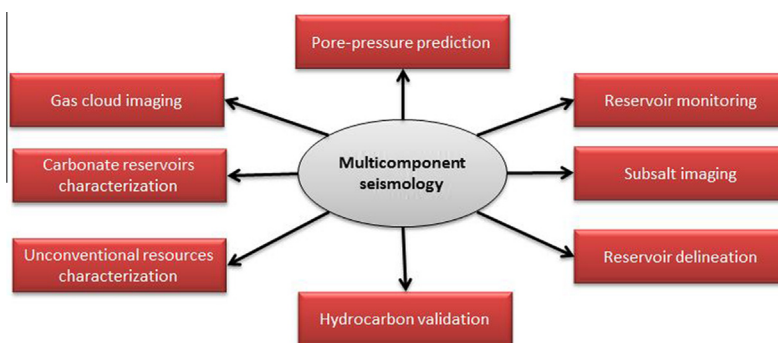 Pore-pressure prediction
Gas cloud imaging
Reservoir monitoring
Multicomponent
seismology
Carbonate reservoirs
characterization
Subsalt imaging
Unconventional resources
characterization
Reservoir delineation
Hydrocarbon validation